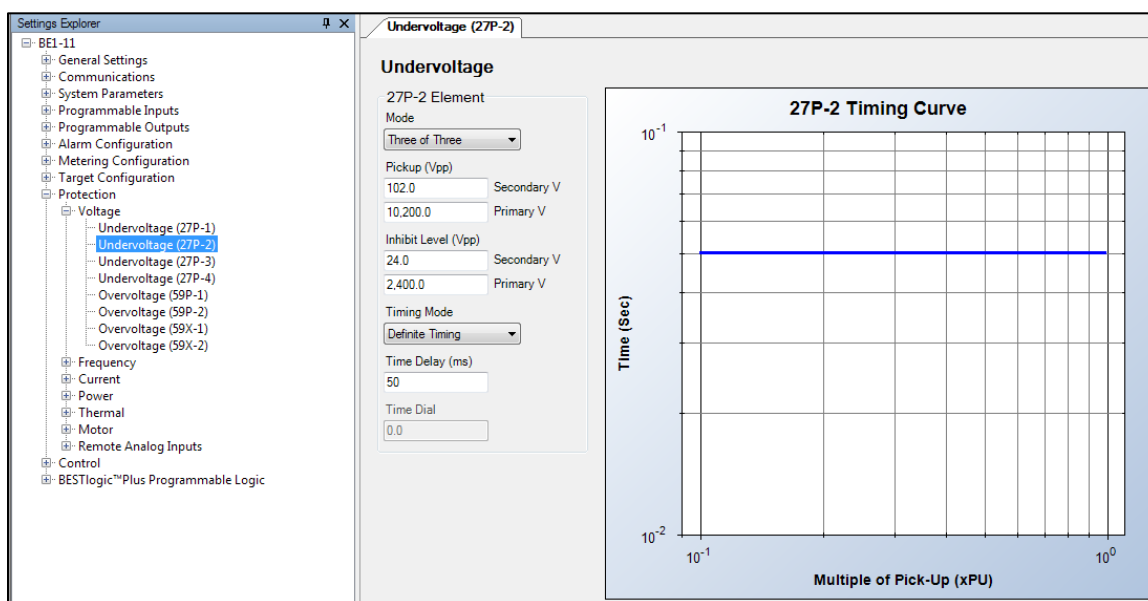 Settings Explorer
BE1-11
General Settings
Communications
System Parameters
Programmable Inputs
Programmable Outputs
Alarm Configuration
Metering Configuration
Target Configuration
Protection
Voltage
Undervoltage (27P-1)
Undervoltage (27P-2)
Undervoltage (27P-3)
Undervoltage (27P-4)
Overvoltage (59P-1)
Overvoltage (59P-2)
Overvoltage (59X-1)
Overvoltage (59X-2)
Frequency
Current
Power
Thermal
Motor
Remote Analog Inputs
Control
BESTlogic™Plus Programmable Logic
Undervoltage (27P-2)
Undervoltage
27P-2 Element
Mode
Three of Three
Pickup (Vpp)
102.0 Secondary V
10,200.0 Primary V
Inhibit Level (Vpp)
24.0 Secondary V
2,400.0 Primary V
Timing Mode
Definite Timing
Time Delay (ms)
50
Time Dial
0.0
27P-2 Timing Curve
10⁻¹
Time (Sec)
10⁻²
10⁻¹ 10⁰
Multiple of Pick-Up (xPU)